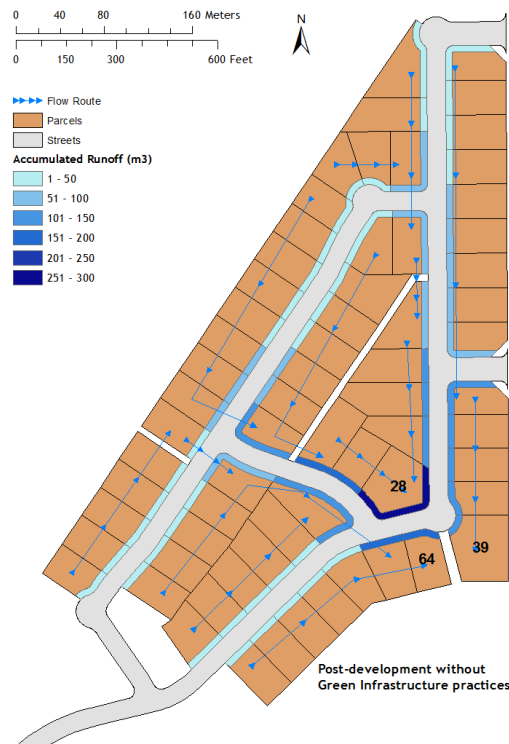 0 40 80 160 Meters
N
0 150 300 600 Feet
Flow Route
Parcels
Streets
Accumulated Runoff (m3)
1 - 50
51 - 100
101 - 150
151 - 200
201 - 250
251 - 300
28
39
64
Post-development without
Green Infrastructure practices